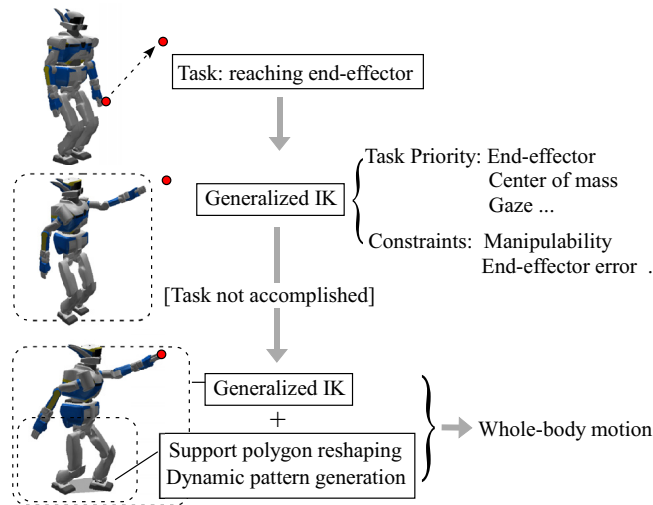 Task: reaching end-effector
Task Priority: End-effector
Center of mass
Gaze ...
Generalized IK
Constraints: Manipulability
End-effector error .
[Task not accomplished]
Generalized IK
+
Support polygon reshaping
Dynamic pattern generation
Whole-body motion